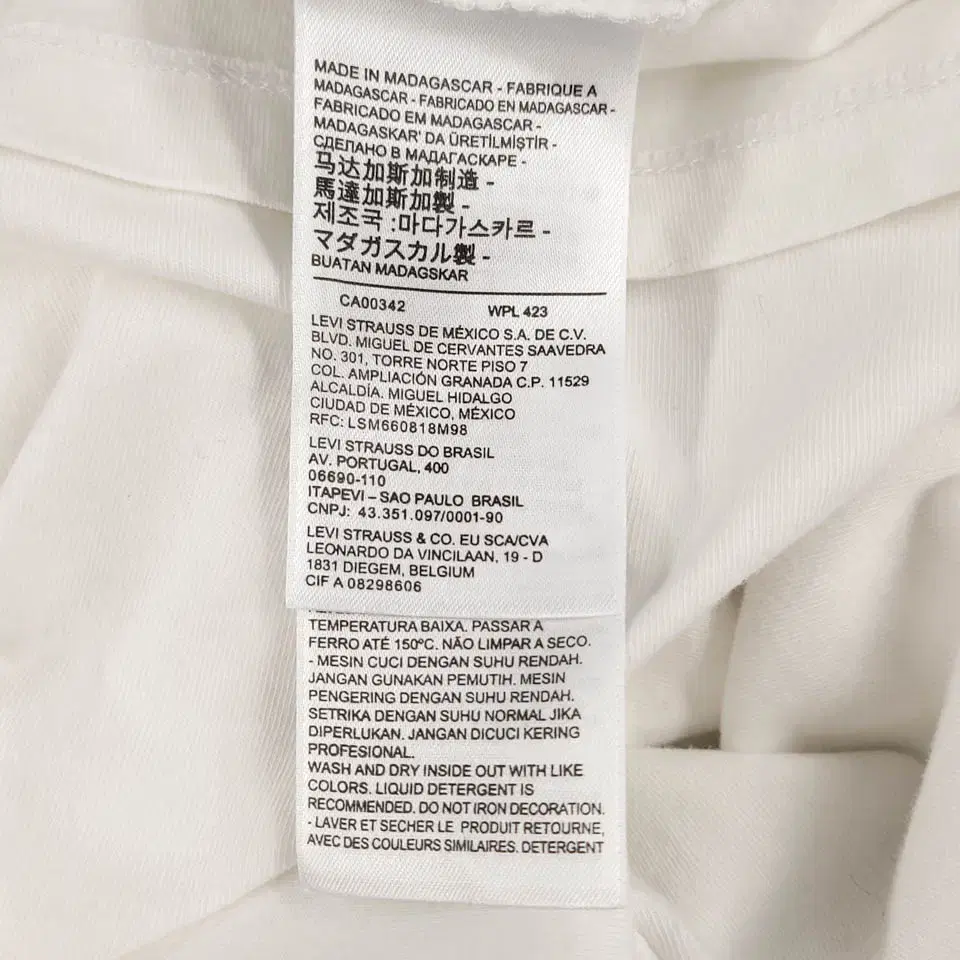 MADE IN MADAGASCAR - FABRIQUE A
MADAGASCAR - FABRICADO EN MADAGASCAR -
FABRICADO EM MADAGASCAR -
MADAGASKAR' DA ÜRETİLMİŞTİR -
СДЕЛАНО В МАДАГАСКАРЕ -
马达加斯加制造 -
馬達加斯加製 -
제조국 :마다가스카르 -
マダガスカル製 -
BUATAN MADAGSKAR
CA00342 WPL 423
LEVI STRAUSS DE MÉXICO S.A. DE C.V.
BLVD. MIGUEL DE CERVANTES SAAVEDRA
NO. 301, TORRE NORTE PISO 7
COL. AMPLIACIÓN GRANADA C.P. 11529
ALCALDÍA. MIGUEL HIDALGO
CIUDAD DE MÉXICO, MÉXICO
RFC: LSM660818M98
LEVI STRAUSS DO BRASIL
AV. PORTUGAL, 400
06690-110
ITAPEVI – SAO PAULO BRASIL
CNPJ: 43.351.097/0001-90
LEVI STRAUSS & CO. EU SCA/CVA
LEONARDO DA VINCILAAN, 19 - D
1831 DIEGEM, BELGIUM
CIF A 08298606
TEMPERATURA BAIXA. PASSAR A
FERRO ATÉ 150ºC. NÃO LIMPAR A SECO.
- MESIN CUCI DENGAN SUHU RENDAH.
JANGAN GUNAKAN PEMUTIH. MESIN
PENGERING DENGAN SUHU RENDAH.
SETRIKA DENGAN SUHU NORMAL JIKA
DIPERLUKAN. JANGAN DICUCI KERING
PROFESIONAL.
WASH AND DRY INSIDE OUT WITH LIKE
COLORS. LIQUID DETERGENT IS
RECOMMENDED. DO NOT IRON DECORATION.
- LAVER ET SECHER LE PRODUIT RETOURNE,
AVEC DES COULEURS SIMILAIRES. DETERGENT